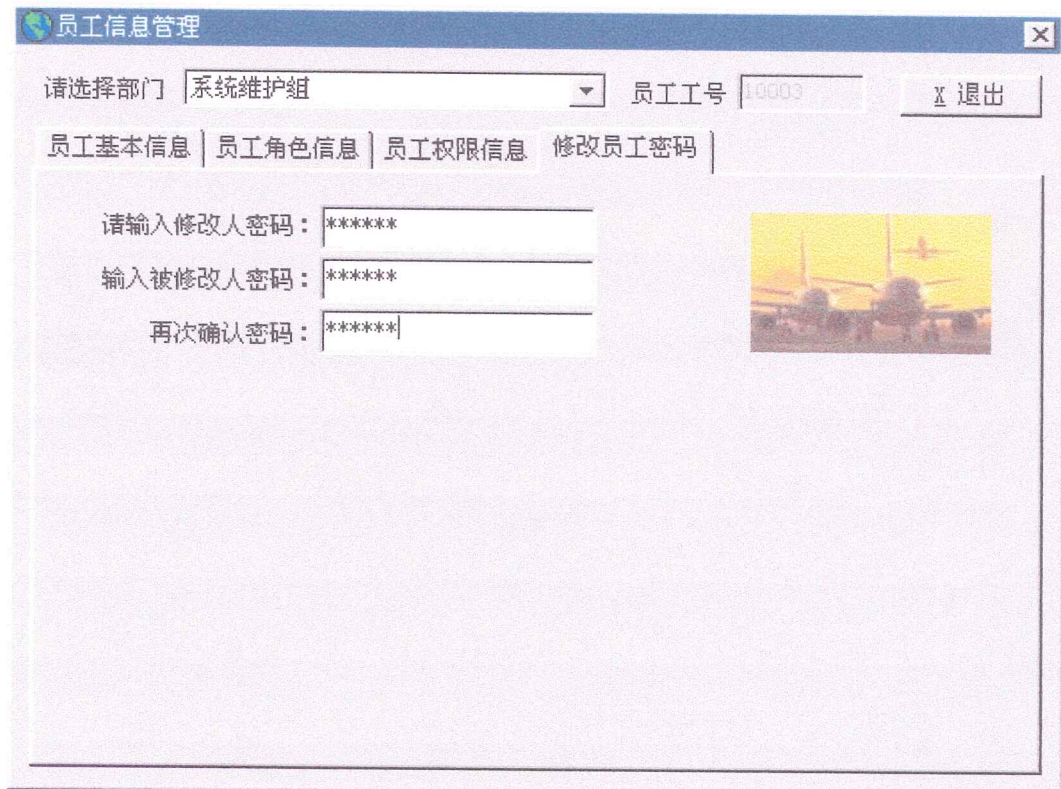 员工信息管理
请选择部门 系统维护组 员工工号 10003 X 退出
员工基本信息 员工角色信息 员工权限信息 修改员工密码
请输入修改人密码：******
输入被修改人密码：******
再次确认密码：******